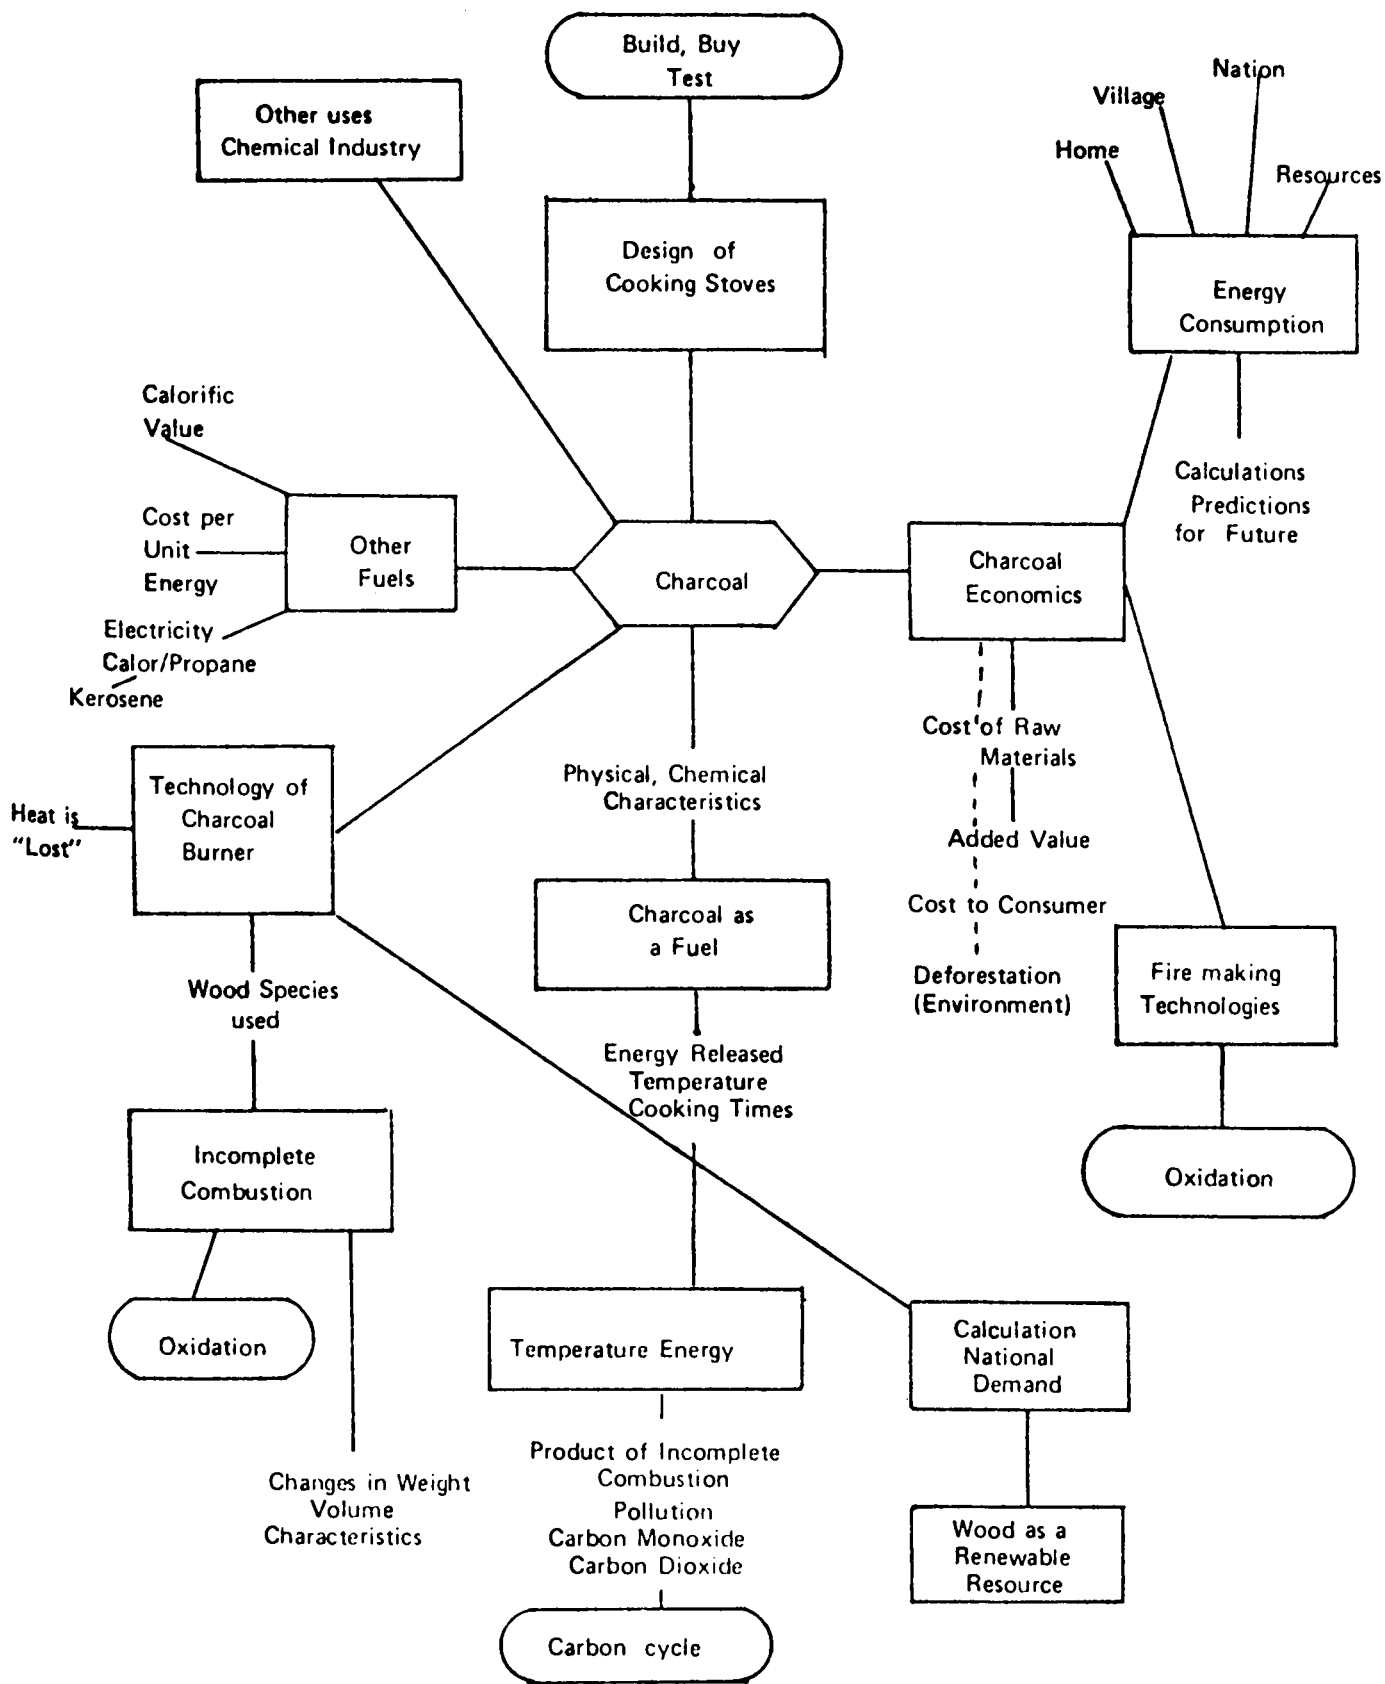 Build, Buy
Test
Other uses
Chemical Industry
Nation
Village
Home
Resources
Design of
Cooking Stoves
Energy
Consumption
Calorific
Value
Cost per
Unit
Energy
Other
Fuels
Charcoal
Charcoal
Economics
Calculations
Predictions
for Future
Electricity
Calor/Propane
Kerosene
Cost of Raw
Materials
Added Value
Cost to Consumer
Deforestation
(Environment)
Technology of
Charcoal
Burner
Heat is
"Lost"
Physical, Chemical
Characteristics
Charcoal as
a Fuel
Fire making
Technologies
Wood Species
used
Energy Released
Temperature
Cooking Times
Incomplete
Combustion
Oxidation
Oxidation
Temperature Energy
Calculation
National
Demand
Changes in Weight
Volume
Characteristics
Product of Incomplete
Combustion
Pollution
Carbon Monoxide
Carbon Dioxide
Wood as a
Renewable
Resource
Carbon cycle